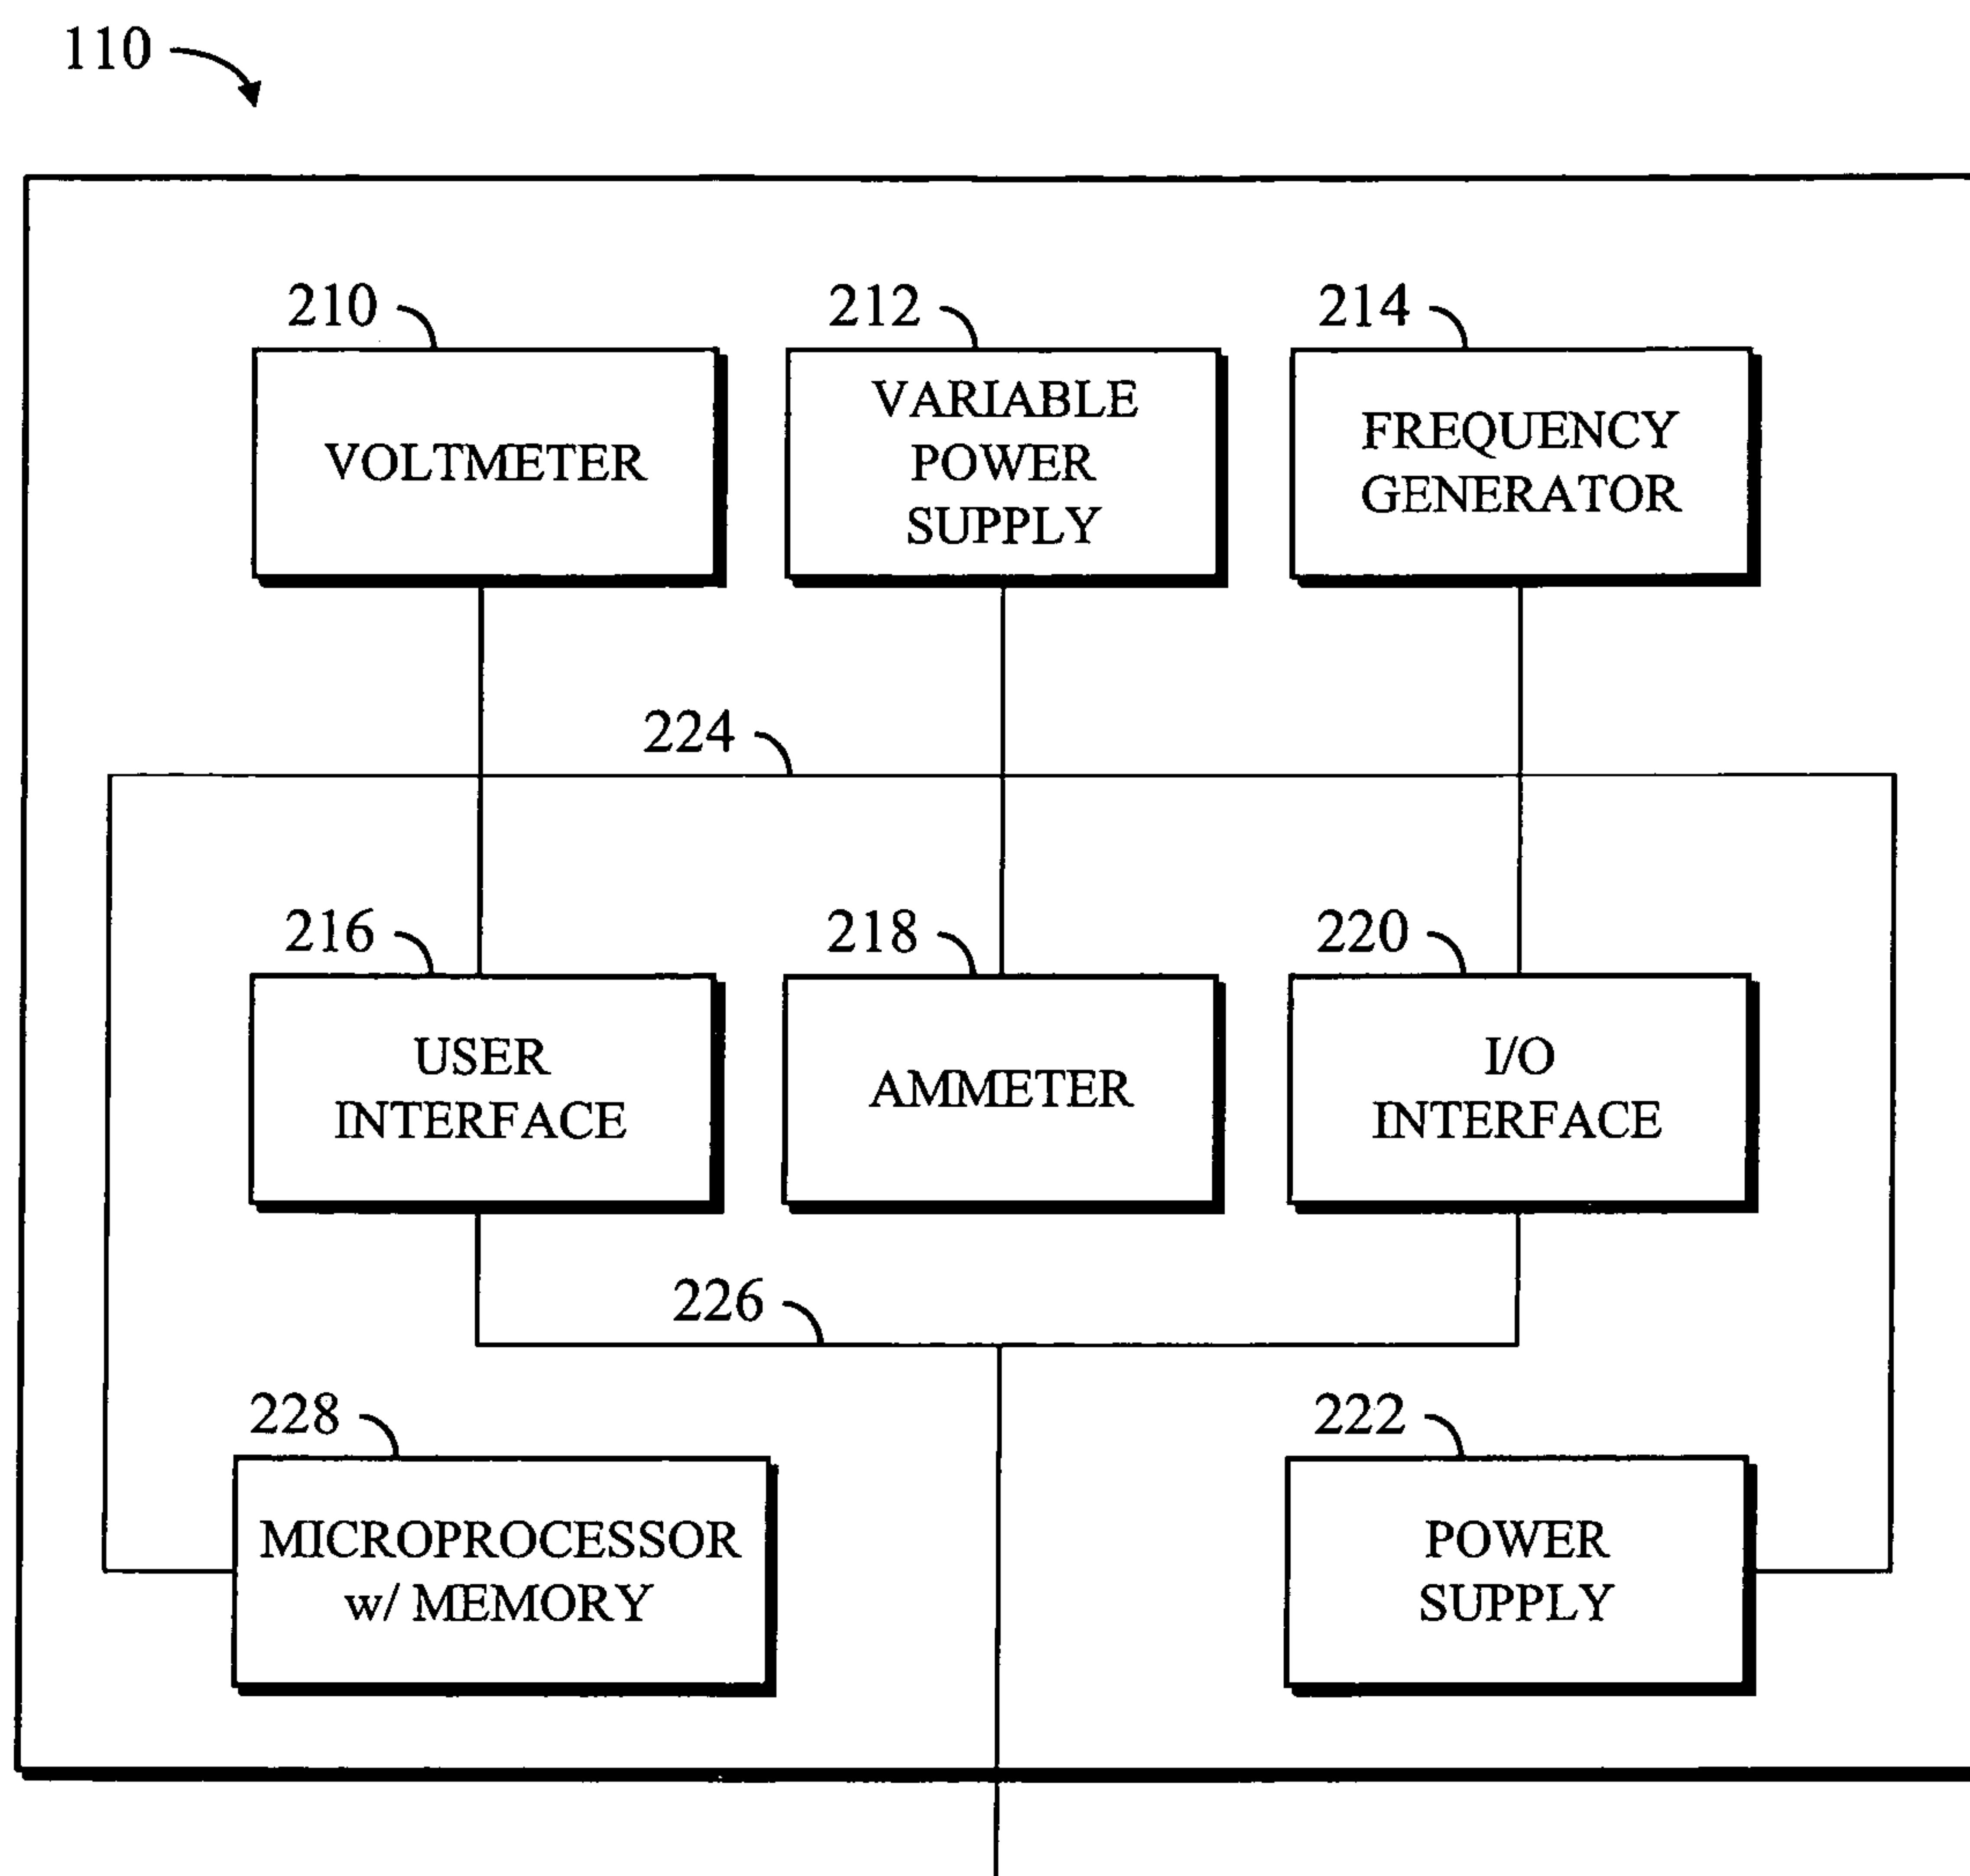 110
210
212
214
VOLTMETER
VARIABLE
POWER
SUPPLY
FREQUENCY
GENERATOR
224
216
218
220
USER
INTERFACE
AMMETER
I/O
INTERFACE
226
228
222
MICROPROCESSOR
w/ MEMORY
POWER
SUPPLY